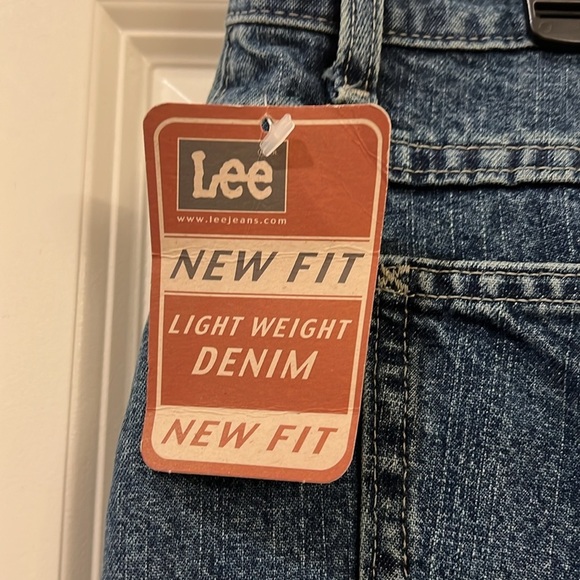 Lee
www.leejeans.com
NEW FIT
LIGHT WEIGHT
DENIM
NEW FIT